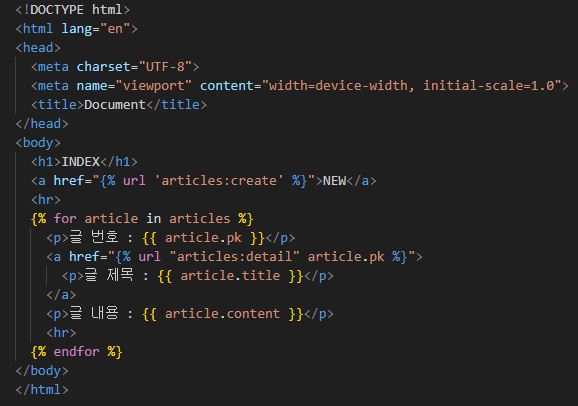 <!DOCTYPE html>
<html lang="en">
<head>
  <meta charset="UTF-8">
  <meta name="viewport" content="width=device-width, initial-scale=1.0">
  <title>Document</title>
</head>
<body>
  <h1>INDEX</h1>
  <a href="{% url 'articles:create' %}">NEW</a>
  <hr>
  {% for article in articles %}
    <p>글 번호 : {{ article.pk }}</p>
    <a href="{% url "articles:detail" article.pk %}">
      <p>글 제목 : {{ article.title }}</p>
    </a>
    <p>글 내용 : {{ article.content }}</p>
    <hr>
  {% endfor %}
</body>
</html>